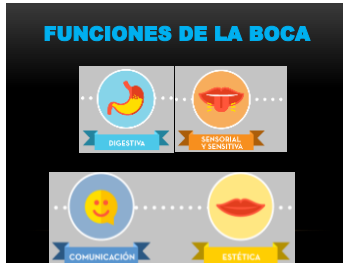 FUNCIONES DE LA BOCA
DIGESTIVA
SENSORIAL
Y SENSITIVA
COMUNICACIÓN
ESTÉTICA